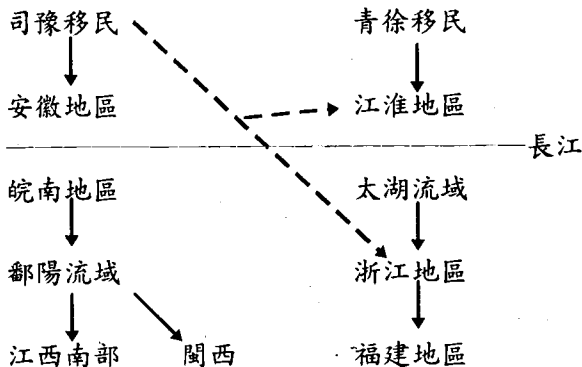 司豫移民 青徐移民
安徽地區 江淮地區
長江
皖南地區 太湖流域
鄱陽流域 浙江地區
江西南部 閩西 福建地區